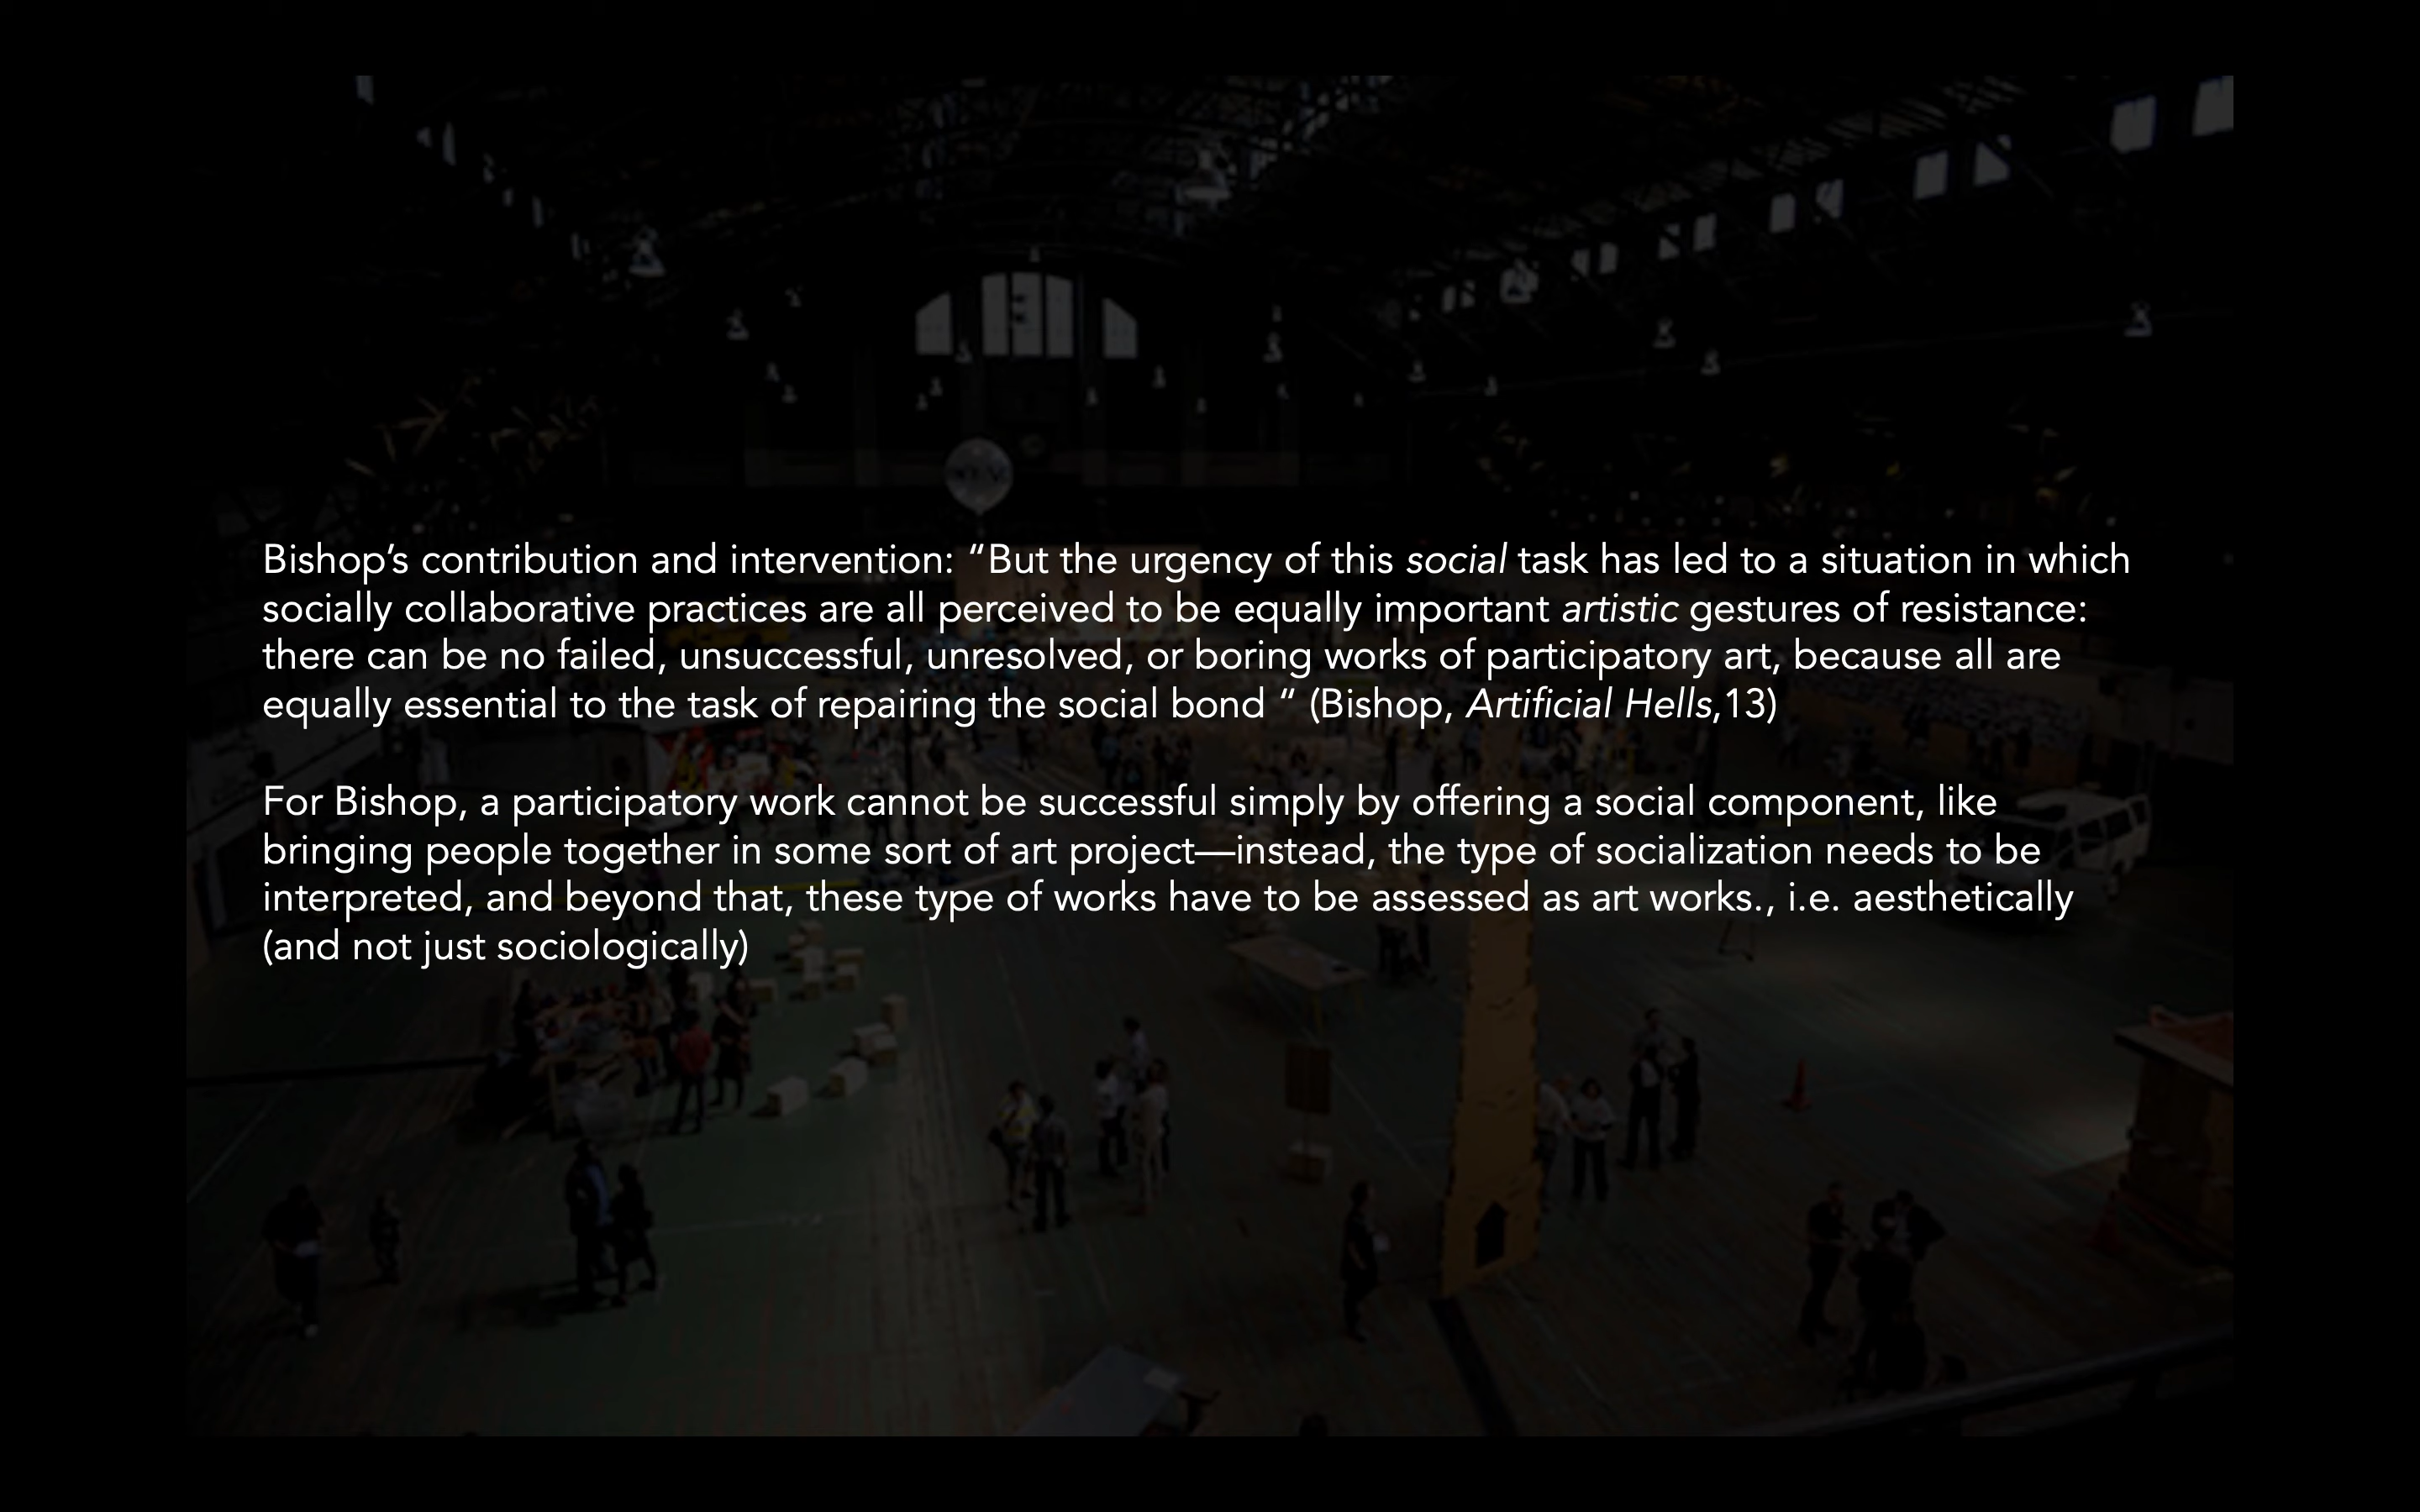 Bishop’s contribution and intervention: “But the urgency of this social task has led to a situation in which
socially collaborative practices are all perceived to be equally important artistic gestures of resistance:
there can be no failed, unsuccessful, unresolved, or boring works of participatory art, because all are
equally essential to the task of repairing the social bond “ (Bishop, Artificial Hells,13)
For Bishop, a participatory work cannot be successful simply by offering a social component, like
bringing people together in some sort of art project—instead, the type of socialization needs to be
interpreted, and beyond that, these type of works have to be assessed as art works., i.e. aesthetically
(and not just sociologically)